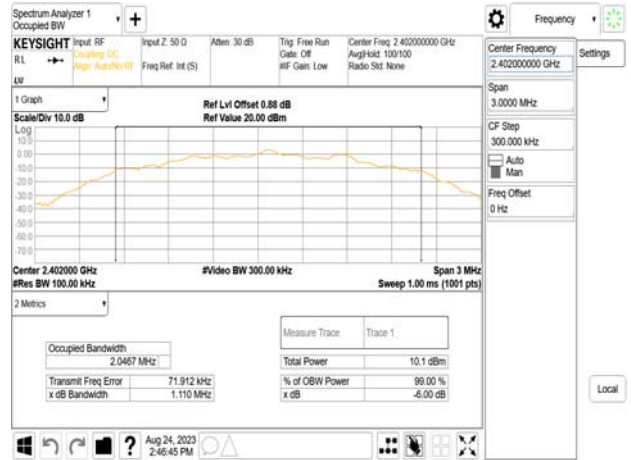 Spectrum Analyzer 1
Occupied BW
Frequency
KEYSIGHT
Input: RF
Coupling: DC
Align: Auto/No RF
Input Z: 50 Ω
Freq Ref: Int (S)
Atten: 30 dB
Trig: Free Run
Gate: Off
#IF Gain: Low
Center Freq: 2.402000000 GHz
Avg|Hold: 100/100
Radio Std: None
RL
Center Frequency
2.402000000 GHz
Settings
Span
3.0000 MHz
CF Step
300.000 kHz
Auto
Man
Freq Offset
0 Hz
Local
1 Graph
Scale/Div 10.0 dB
Ref Lvl Offset 0.88 dB
Ref Value 20.00 dBm
Log
10.0
0.00
-10.0
-20.0
-30.0
-40.0
-50.0
-60.0
-70.0
Center 2.402000 GHz
#Res BW 100.00 kHz
#Video BW 300.00 kHz
Span 3 MHz
Sweep 1.00 ms (1001 pts)
2 Metrics
Measure Trace Trace 1
Occupied Bandwidth
2.0467 MHz
Total Power 10.1 dBm
Transmit Freq Error 71.912 kHz
% of OBW Power 99.00 %
x dB Bandwidth 1.110 MHz
x dB -6.00 dB
?
Aug 24, 2023
2:46:45 PM